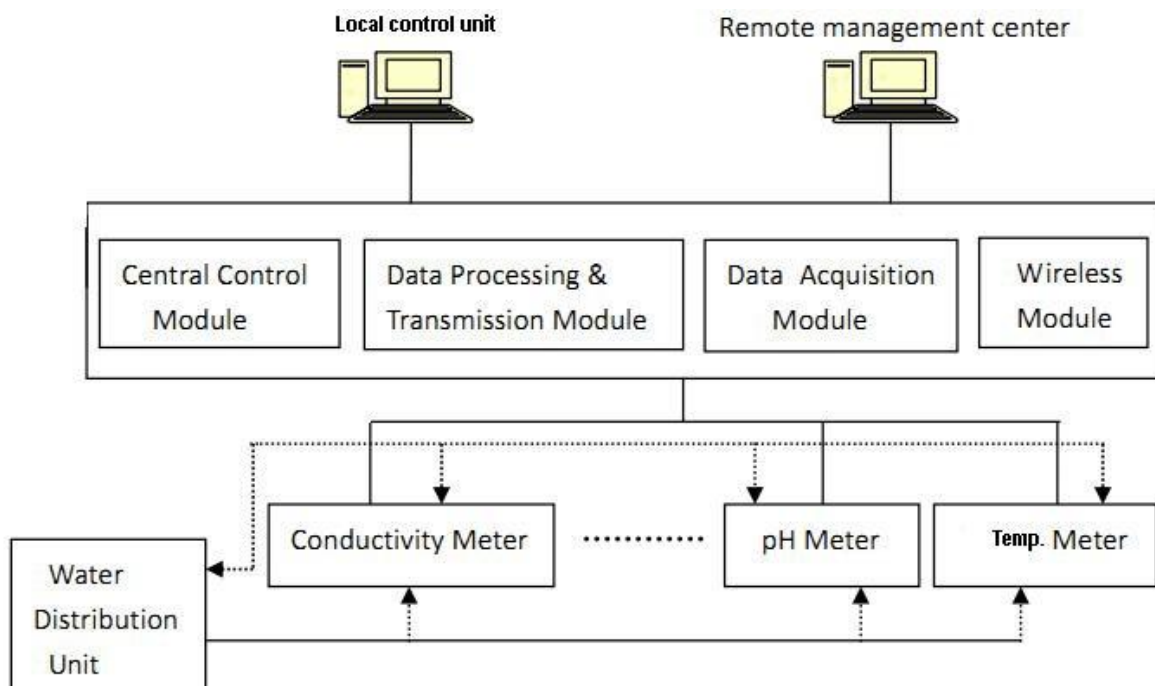 Local control unit
Remote management center
Central Control
Module
Data Processing &
Transmission Module
Data Acquisition
Module
Wireless
Module
Conductivity Meter
pH Meter
Temp. Meter
Water
Distribution
Unit